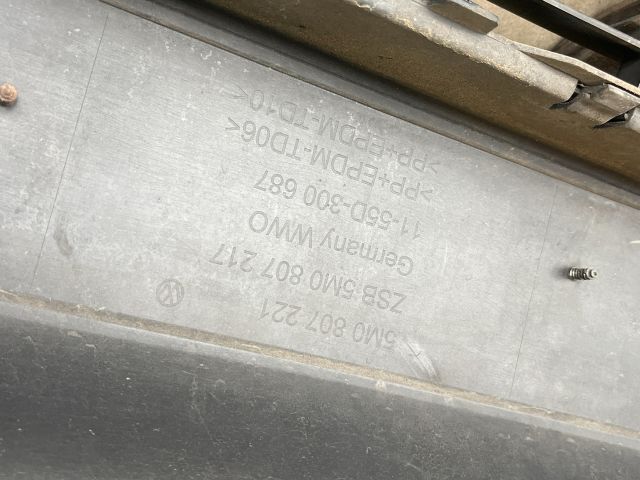 5M0 807 221
ZSB 5M0 807 217
Germany WWO
11-55D-300 687
>PP+EPDM-TD06<
>PP+EPDM-TD10<